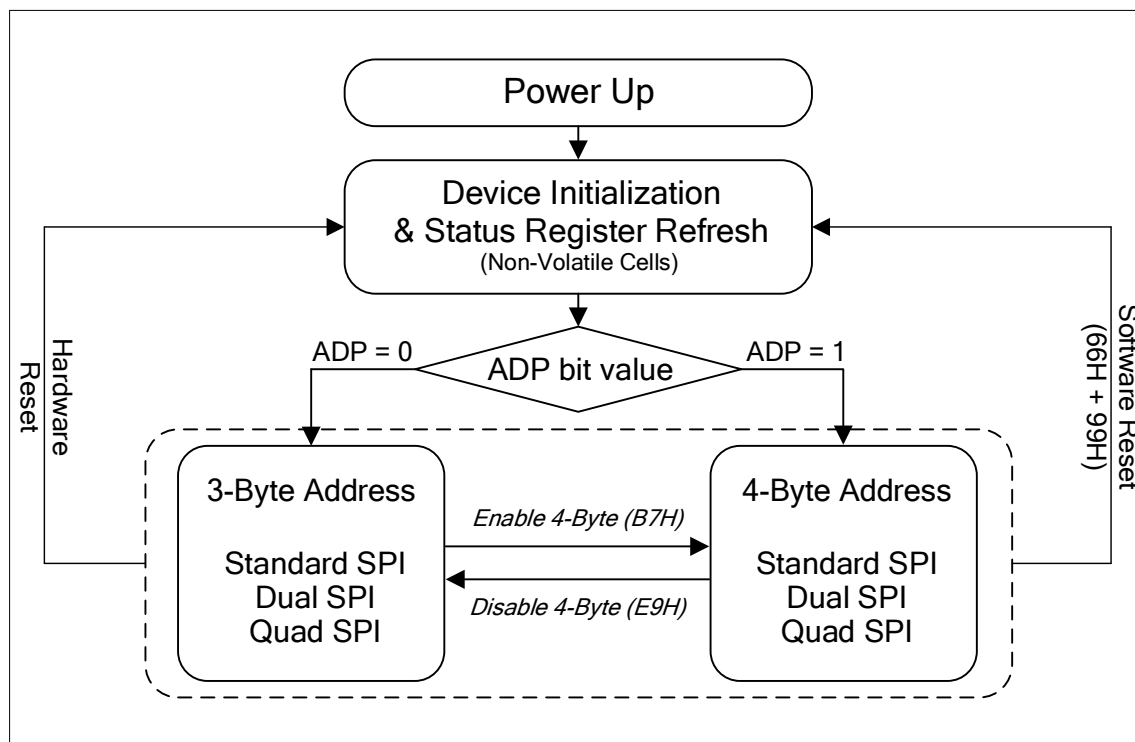 Power Up
Device Initialization
& Status Register Refresh
(Non-Volatile Cells)
ADP = 0
ADP bit value
ADP = 1
Hardware
Reset
Software Reset
(66H + 99H)
3-Byte Address
Standard SPI
Dual SPI
Quad SPI
Enable 4-Byte (B7H)
Disable 4-Byte (E9H)
4-Byte Address
Standard SPI
Dual SPI
Quad SPI